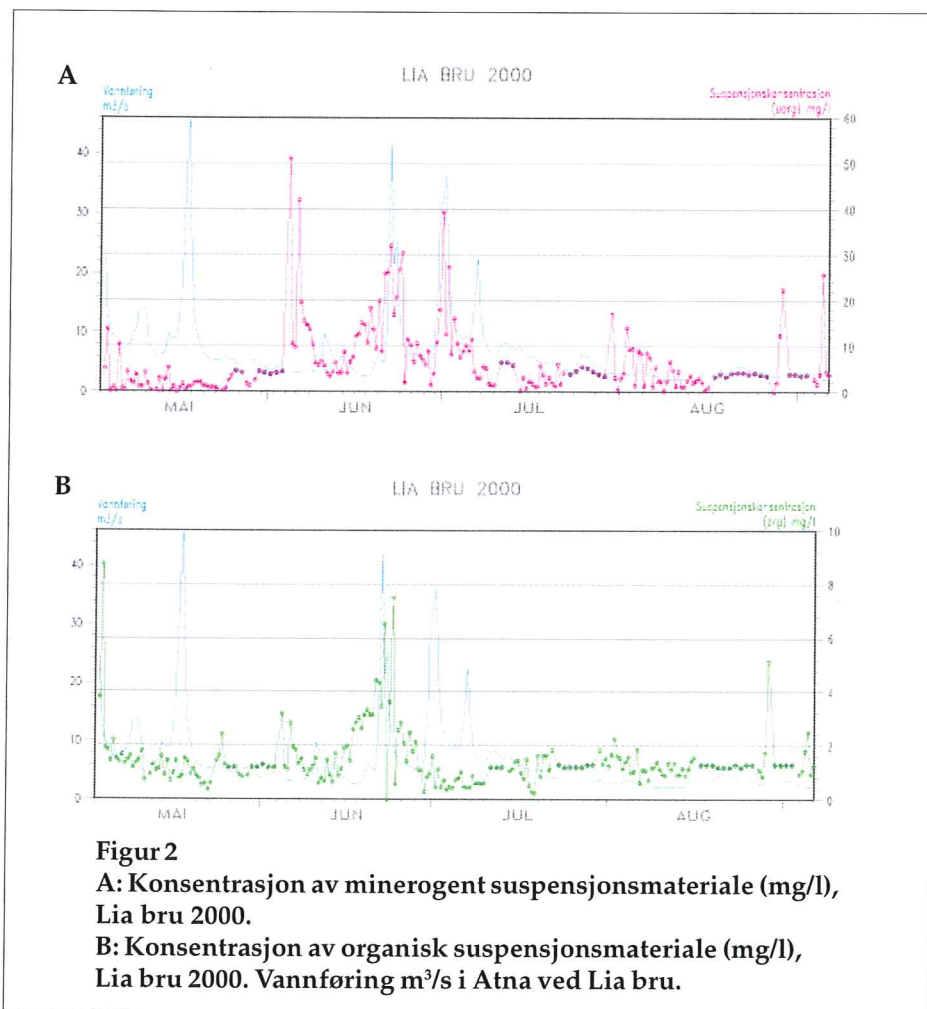 A
LIA BRU 2000
Vannføring
m3/s
Suspensjonskonsentrasjon
(uorg) mg/l
60
50
40
30
20
10
0
40
30
20
10
0
MAI
JUN
JUL
AUG
B
LIA BRU 2000
Vannføring
m3/s
Suspensjonskonsentrasjon
(org) mg/l
10
8
6
4
2
0
40
30
20
10
0
MAI
JUN
JUL
AUG
Figur 2
A: Konsentrasjon av minerogent suspensjonsmateriale (mg/l),
Lia bru 2000.
B: Konsentrasjon av organisk suspensjonsmateriale (mg/l),
Lia bru 2000. Vannføring m³/s i Atna ved Lia bru.